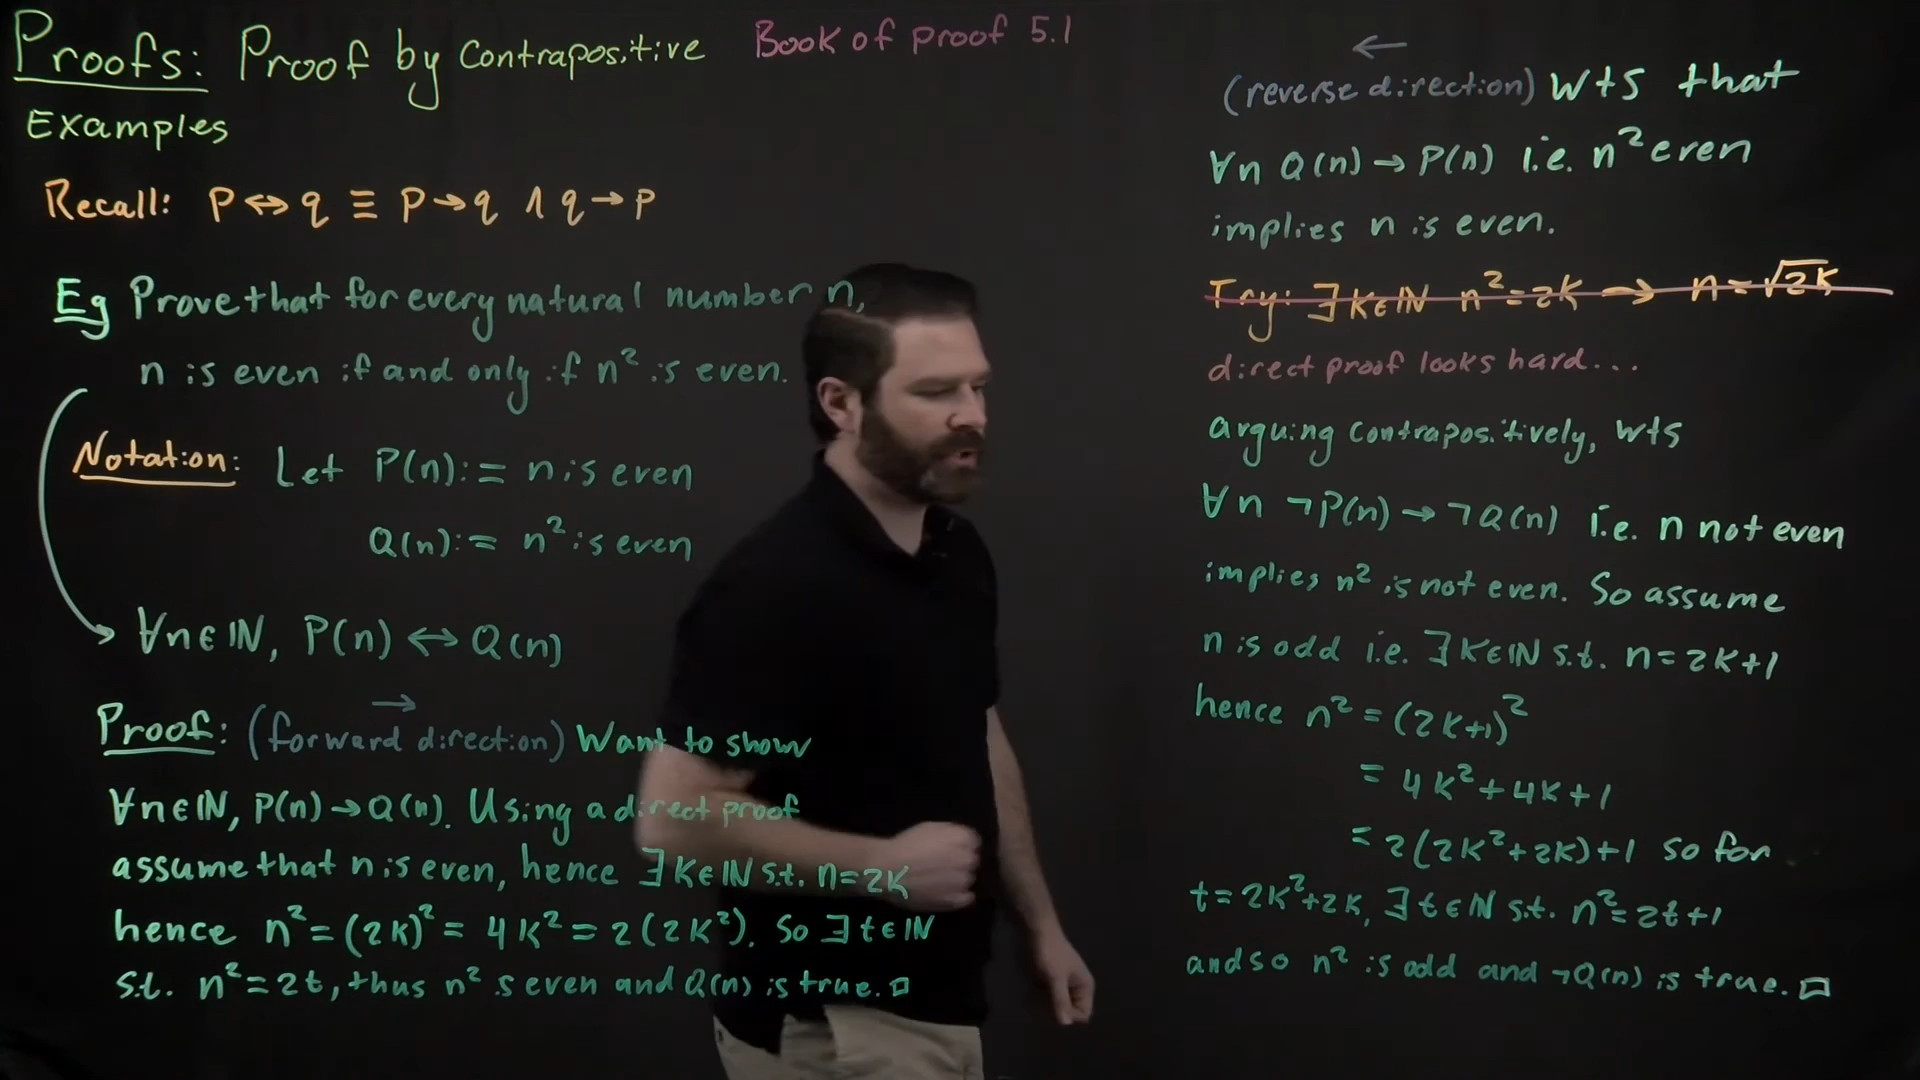 Proofs: Proof by Contrapositive Book of proof 5.1
Examples
Recall: P↔q ≡ P→q ∧ q→p
Eg Prove that for every natural number n,
n is even if and only if n² is even.
Notation: Let P(n):= n is even
Q(n):= n² is even
∀n∈ℕ, P(n) ↔ Q(n)
→
Proof: (forward direction) Want to show
∀n∈ℕ, P(n)→Q(n). Using a direct proof
assume that n is even, hence ∃k∈ℕ s.t. n=2k
hence n²=(2k)²= 4k²=2(2k²). So ∃t∈ℕ
s.t. n²=2t, thus n² is even and Q(n) is true. □
←
(reverse direction) WTS that
∀n Q(n)→P(n) i.e. n² even
implies n is even.
Try: ∃k∈ℕ n²=2k → n=√2k
direct proof looks hard...
arguing contrapositively, wts
∀n ¬P(n)→¬Q(n) i.e. n not even
implies n² is not even. So assume
n is odd i.e. ∃k∈ℕ s.t. n=2k+1
hence n² = (2k+1)²
= 4k²+4k+1
= 2(2k²+2k)+1 so for
t=2k²+2k, ∃t∈ℕ s.t. n²=2t+1
and so n² is odd and ¬Q(n) is true. □